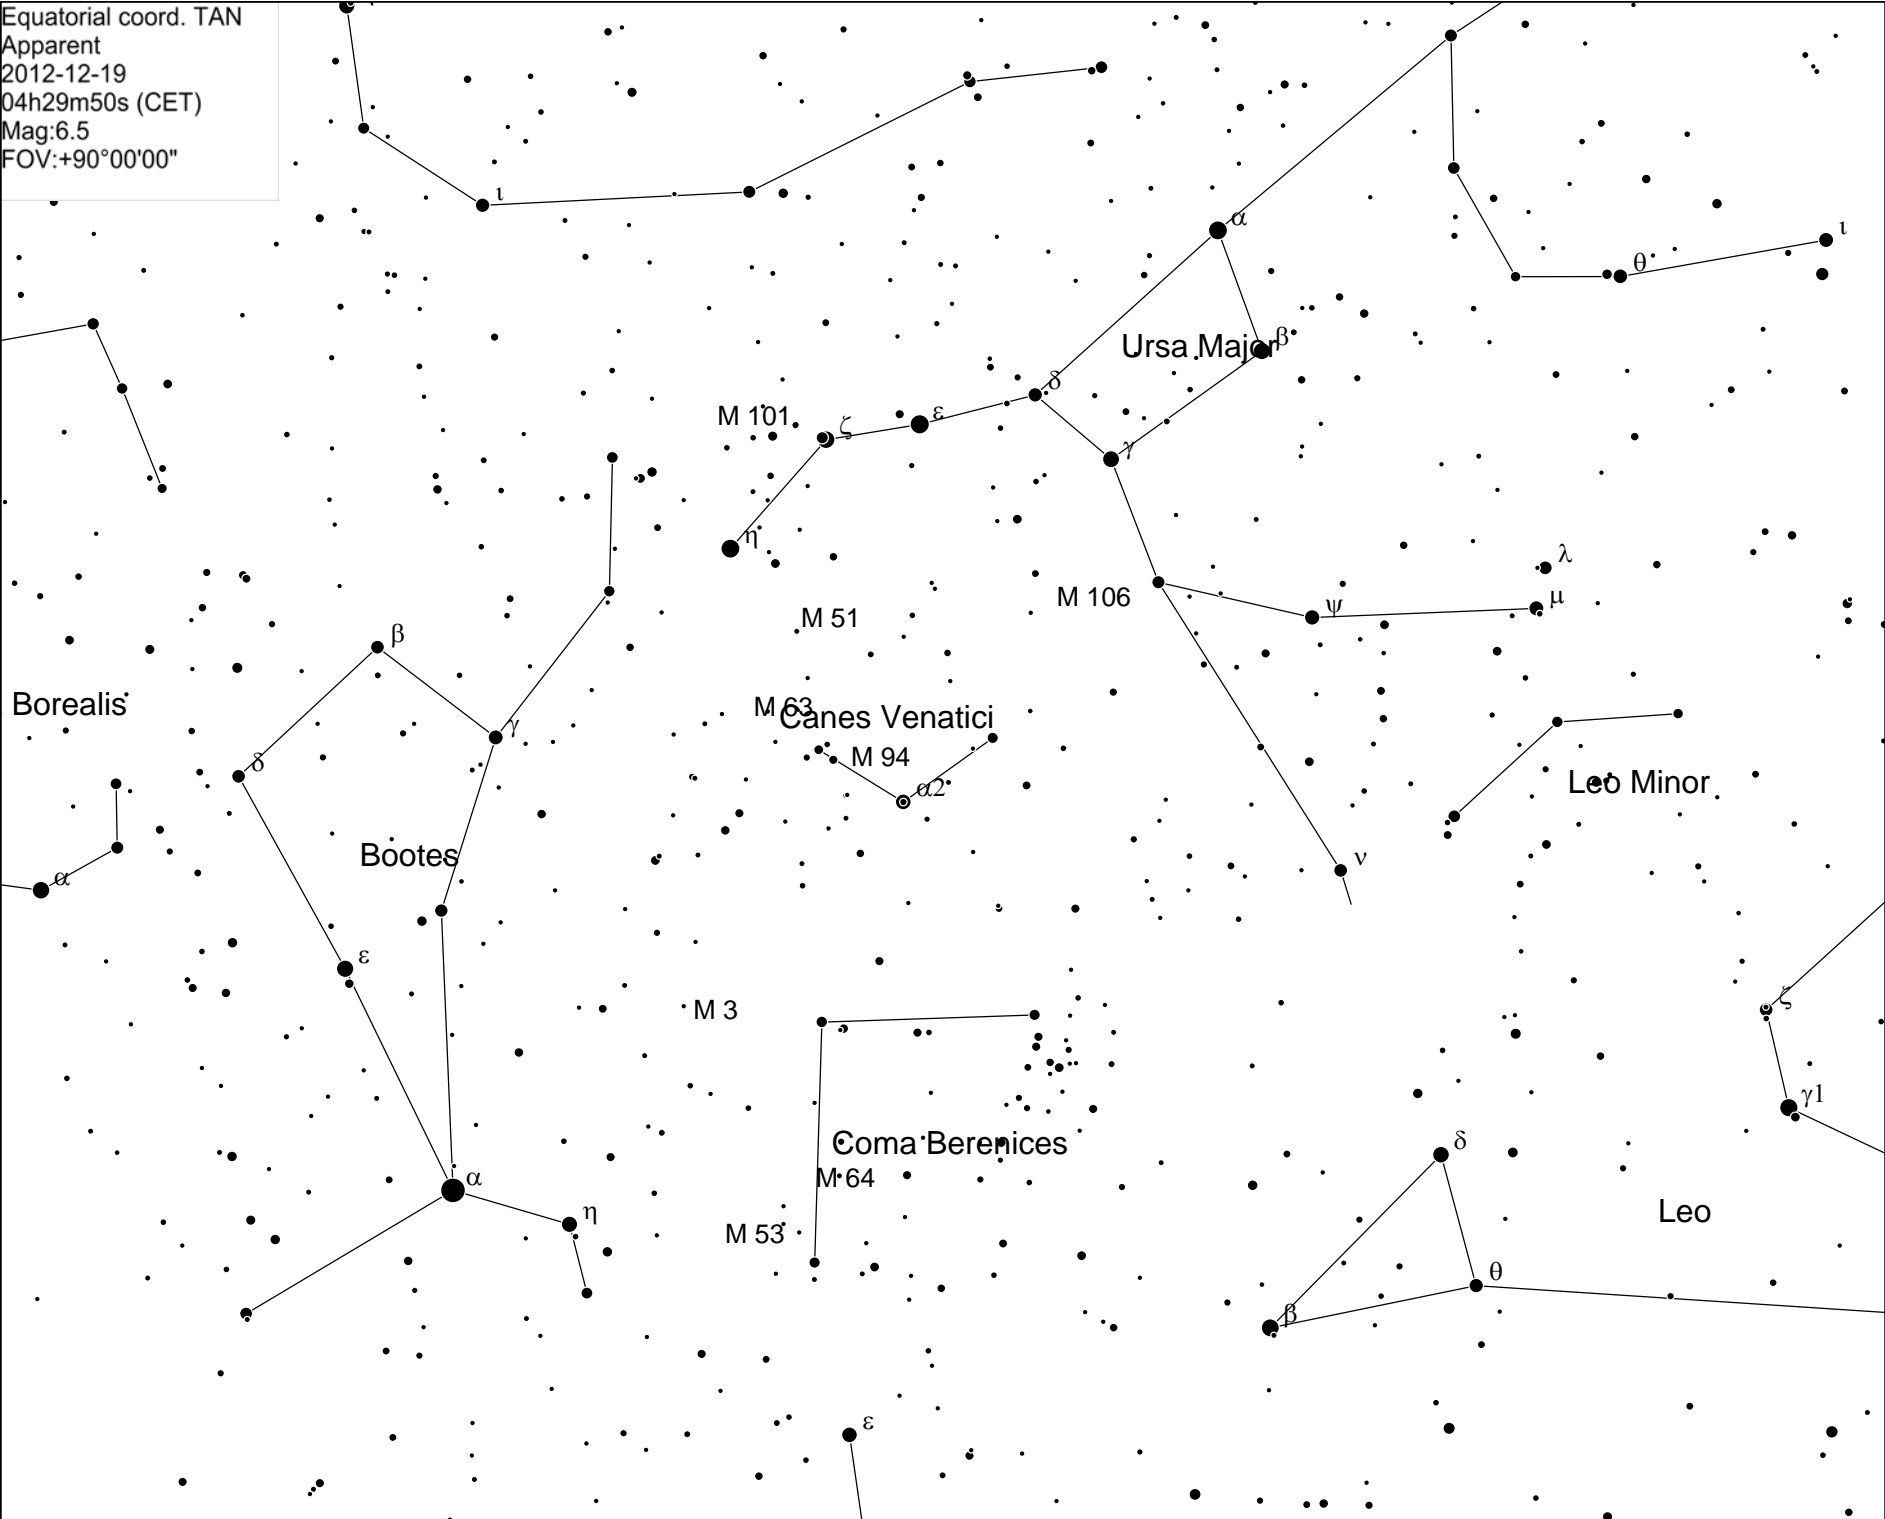 Equatorial coord. TAN
Apparent
2012-12-19
04h29m50s (CET)
Mag:6.5
FOV:+90°00'00"
ι
α
ι
θ
Ursa Major
β
δ
M 101
ζ
ε
γ
η
λ
M 106
μ
ψ
M 51
β
Borealis
M 63
Canes Venatici
γ
M 94
δ
α2
Leo Minor
Bootes
ν
α
ε
ζ
M 3
γ1
Coma Berenices
δ
M 64
α
η
Leo
M 53
θ
β
ε